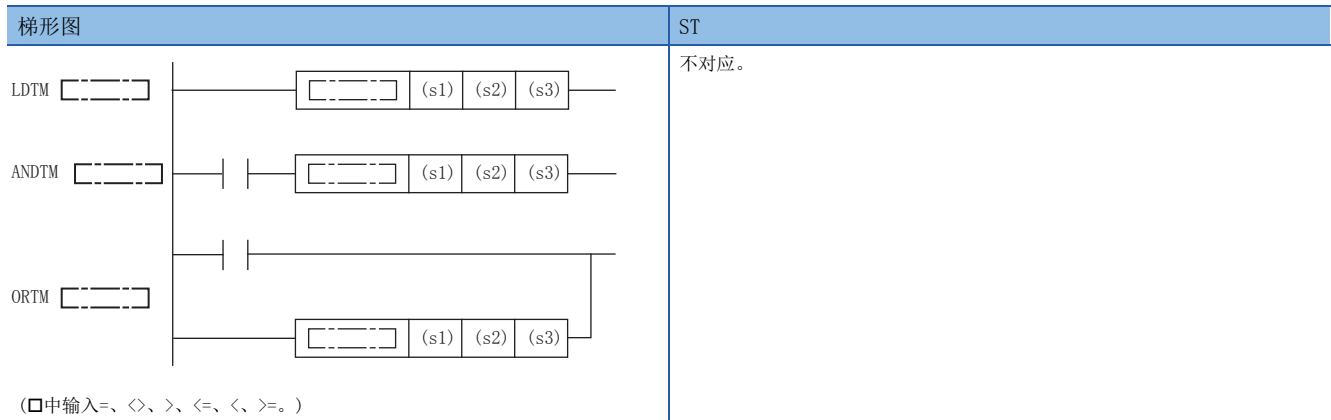 梯形图
ST
不对应。
LDTM
(s1) (s2) (s3)
ANDTM
(s1) (s2) (s3)
ORTM
(s1) (s2) (s3)
(□中输入=、<>、>、<=、<、>=。)